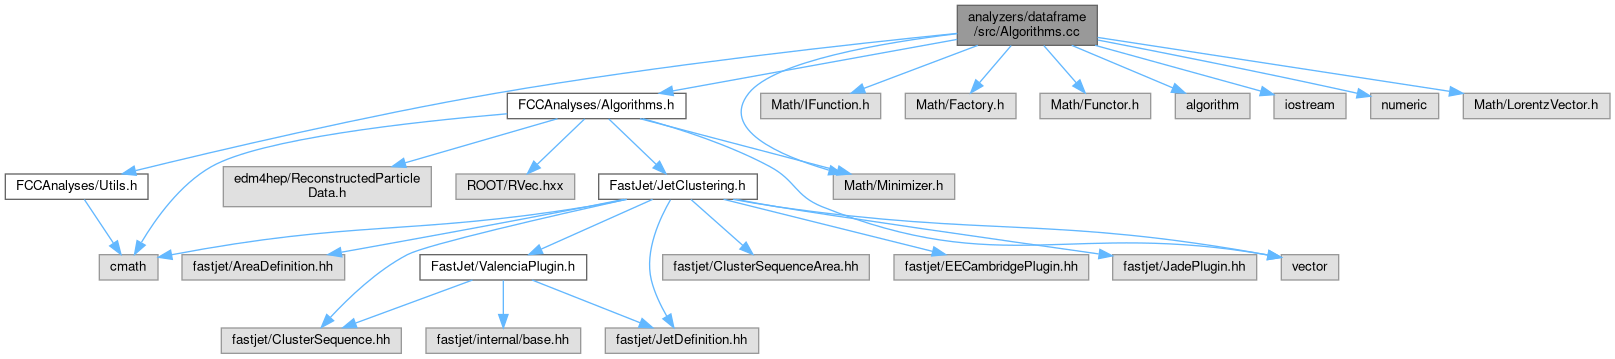 analyzers/dataframe
/src/Algorithms.cc
FCCAnalyses/Algorithms.h
Math/IFunction.h
Math/Factory.h
Math/Functor.h
algorithm
iostream
numeric
Math/LorentzVector.h
FCCAnalyses/Utils.h
edm4hep/ReconstructedParticle
Data.h
ROOT/RVec.hxx
FastJet/JetClustering.h
Math/Minimizer.h
cmath
fastjet/AreaDefinition.hh
FastJet/ValenciaPlugin.h
fastjet/ClusterSequenceArea.hh
fastjet/EECambridgePlugin.hh
fastjet/JadePlugin.hh
vector
fastjet/ClusterSequence.hh
fastjet/internal/base.hh
fastjet/JetDefinition.hh